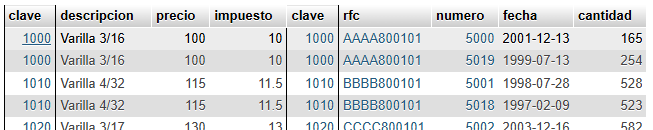 clave descripcion precio impuesto clave rfc numero fecha cantidad
1000 Varilla 3/16 100 10 1000 AAAA800101 5000 2001-12-13 165
1000 Varilla 3/16 100 10 1000 AAAA800101 5019 1999-07-13 254
1010 Varilla 4/32 115 11.5 1010 BBBB800101 5001 1998-07-28 528
1010 Varilla 4/32 115 11.5 1010 BBBB800101 5018 1997-02-09 523
1020 Varilla 3/17 130 13 1020 CCCC800101 5002 2003-12-16 582